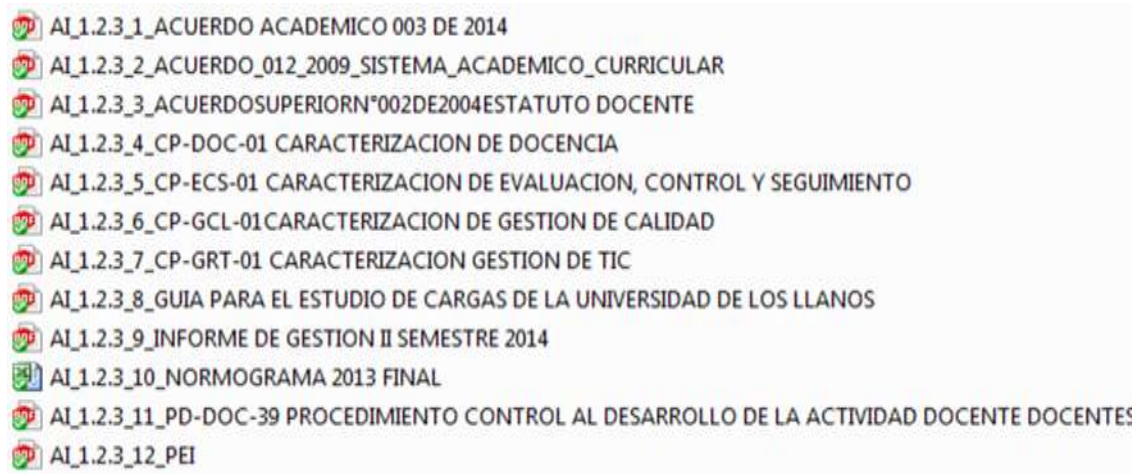 AI_1.2.3_1_ACUERDO ACADEMICO 003 DE 2014
AI_1.2.3_2_ACUERDO_012_2009_SISTEMA_ACADEMICO_CURRICULAR
AI_1.2.3_3_ACUERDOSUPERIORN°002DE2004ESTATUTO DOCENTE
AI_1.2.3_4_CP-DOC-01 CARACTERIZACION DE DOCENCIA
AI_1.2.3_5_CP-ECS-01 CARACTERIZACION DE EVALUACION, CONTROL Y SEGUIMIENTO
AI_1.2.3_6_CP-GCL-01CARACTERIZACION DE GESTION DE CALIDAD
AI_1.2.3_7_CP-GRT-01 CARACTERIZACION GESTION DE TIC
AI_1.2.3_8_GUIA PARA EL ESTUDIO DE CARGAS DE LA UNIVERSIDAD DE LOS LLANOS
AI_1.2.3_9_INFORME DE GESTION II SEMESTRE 2014
AI_1.2.3_10_NORMOGRAMA 2013 FINAL
AI_1.2.3_11_PD-DOC-39 PROCEDIMIENTO CONTROL AL DESARROLLO DE LA ACTIVIDAD DOCENTE DOCENTES
AI_1.2.3_12_PEI